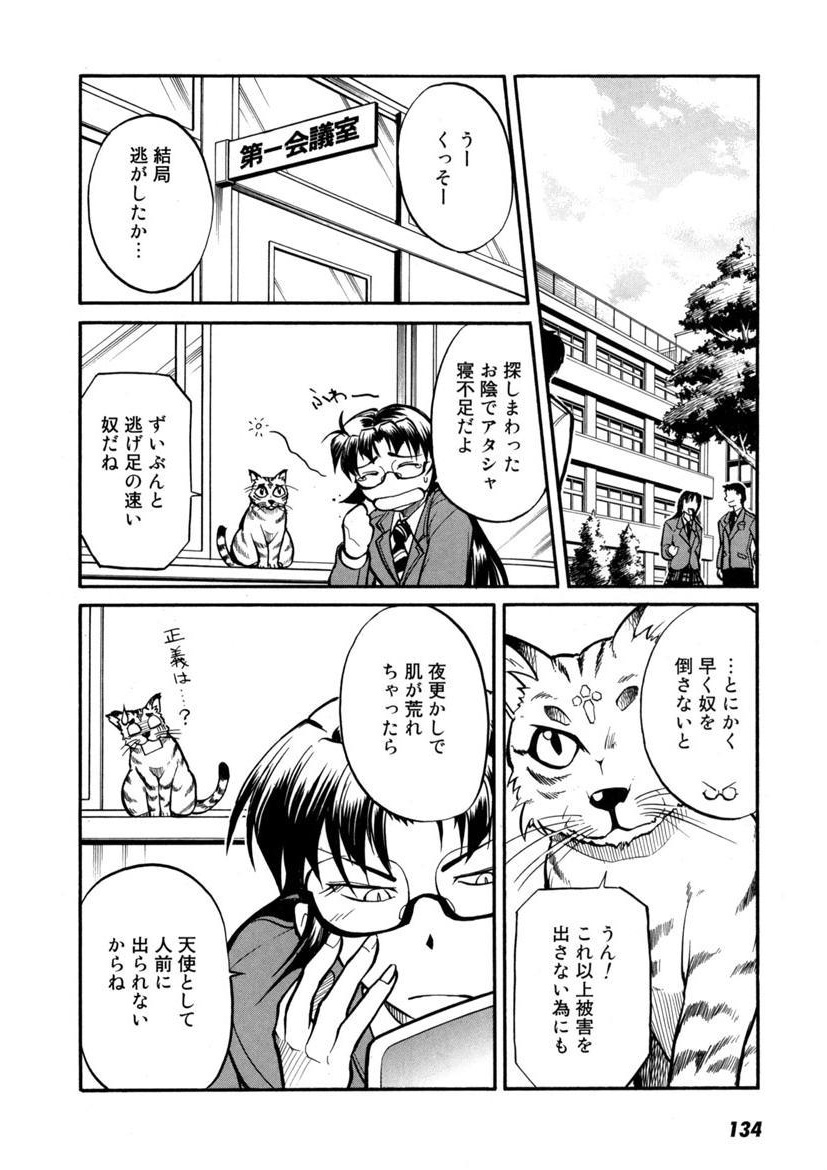 うー
くっそー
第一会議室
結局
逃がしたか…
探しまわった
お陰でアタシャ
寝不足だよ
ふわー
ずいぶんと
逃げ足の速い
奴だね
…とにかく
早く奴を
倒さないと
うん！
これ以上被害を
出さない為にも
夜更かしで
肌が荒れ
ちゃったら
正義は…？
天使として
人前に
出られない
からね
134